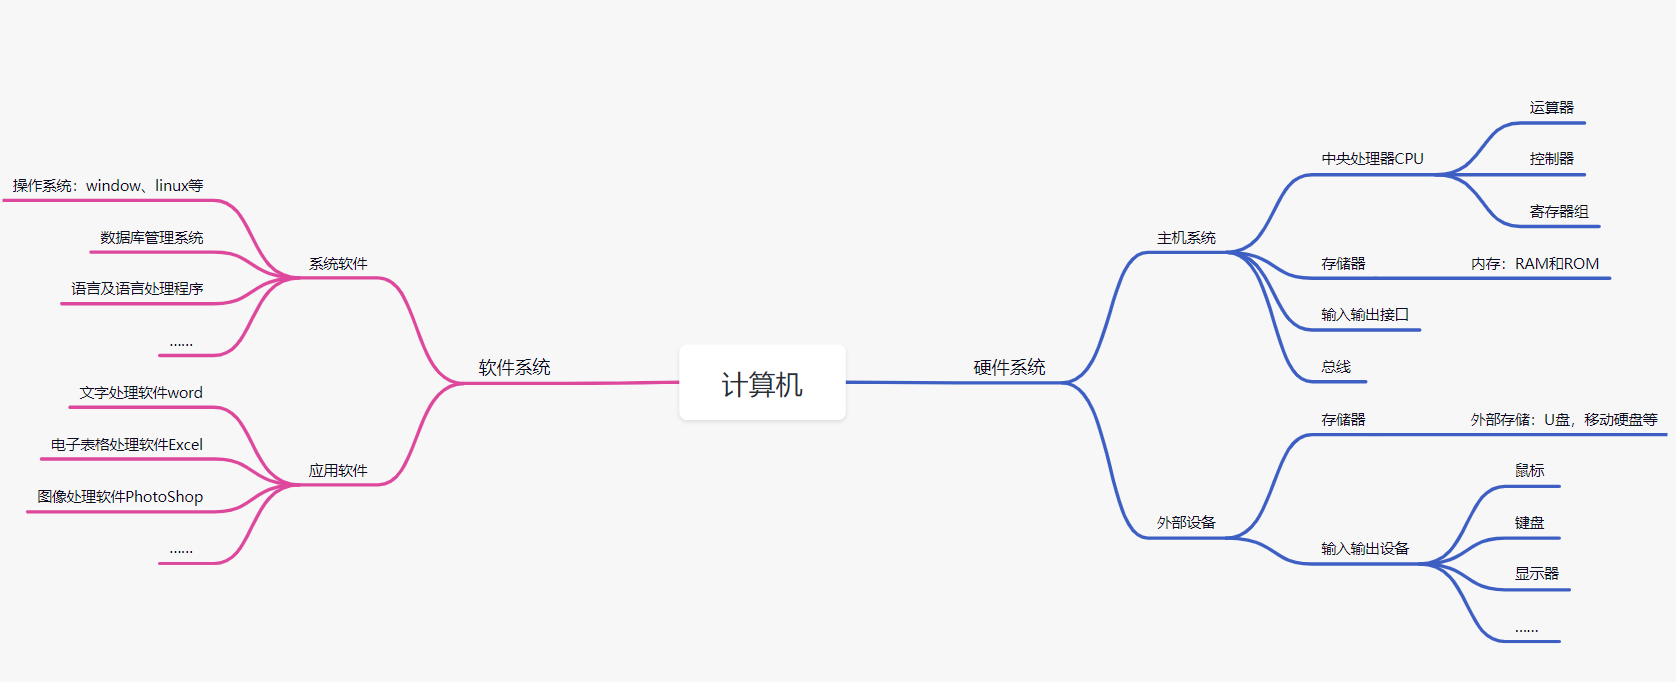 计算机
软件系统
系统软件
操作系统：window、linux等
数据库管理系统
语言及语言处理程序
……
应用软件
文字处理软件word
电子表格处理软件Excel
图像处理软件PhotoShop
……
硬件系统
主机系统
中央处理器CPU
运算器
控制器
寄存器组
存储器
内存：RAM和ROM
输入输出接口
总线
外部设备
存储器
外部存储：U盘，移动硬盘等
输入输出设备
鼠标
键盘
显示器
……